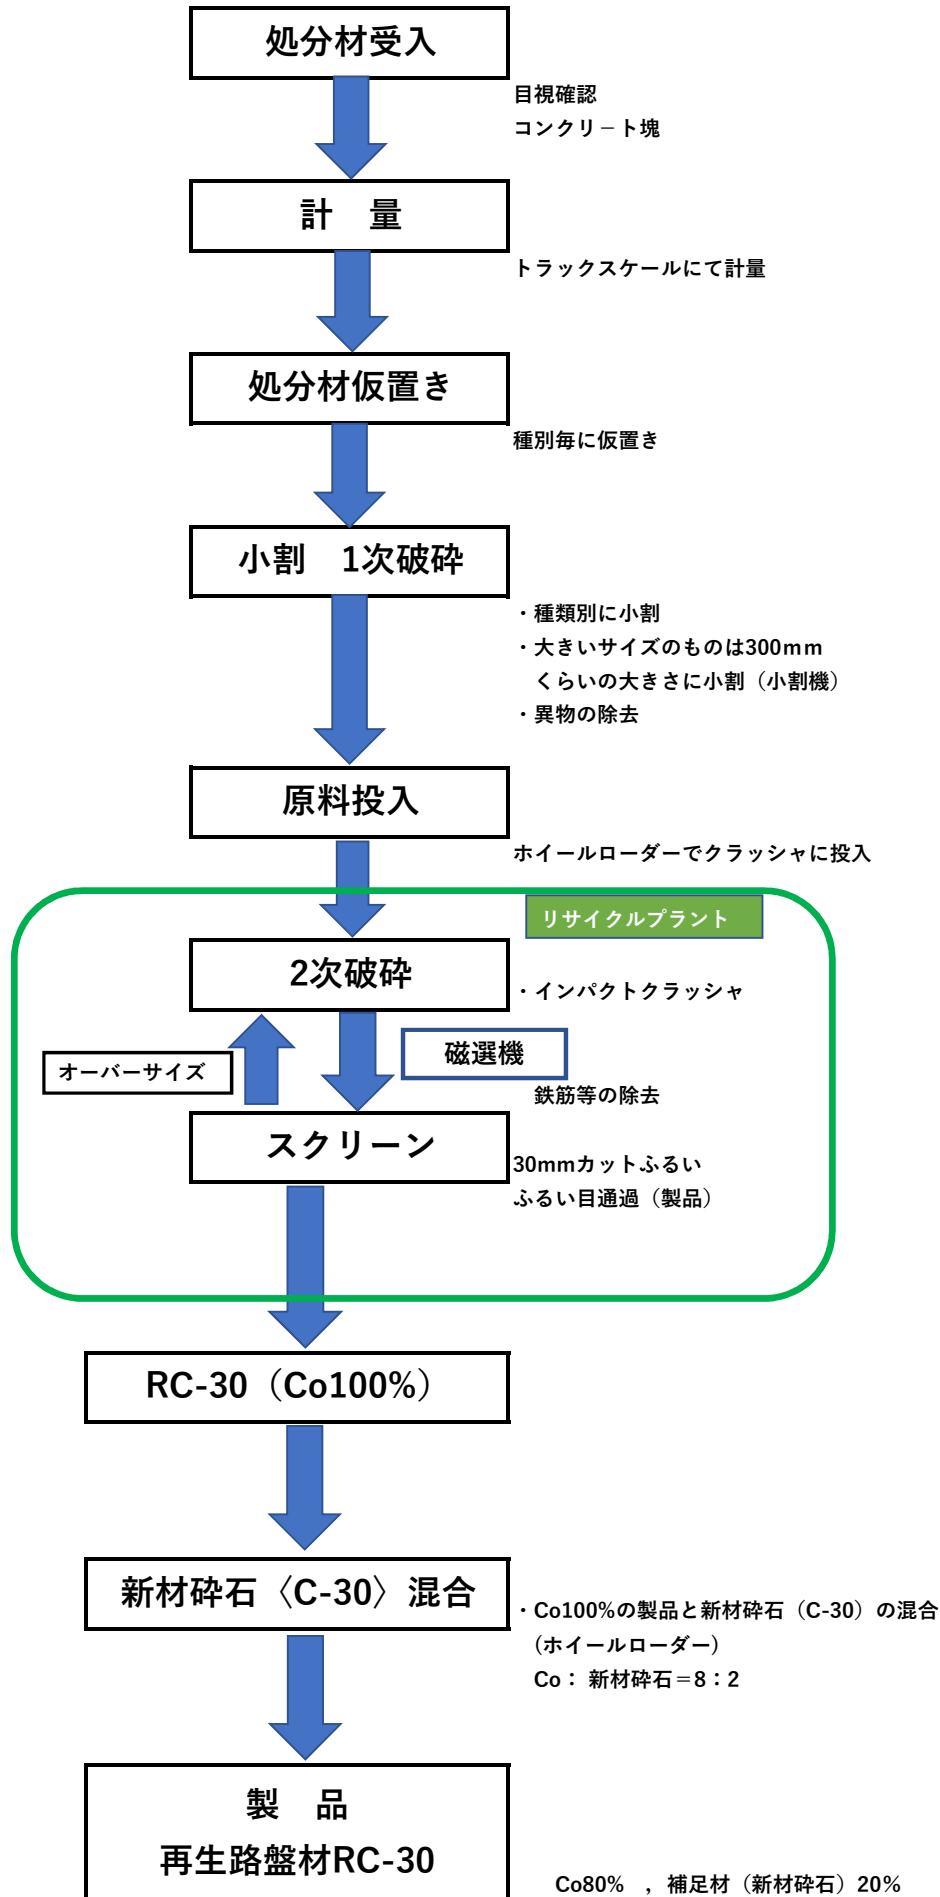 処分材受入
目視確認
コンクリ－ト塊
計　量
トラックスケールにて計量
処分材仮置き
種別毎に仮置き
小割　1次破砕
・種類別に小割
・大きいサイズのものは300mm
くらいの大きさに小割（小割機）
・異物の除去
原料投入
ホイールローダーでクラッシャに投入
リサイクルプラント
2次破砕
・インパクトクラッシャ
磁選機
オーバーサイズ
鉄筋等の除去
スクリーン
30mmカットふるい
ふるい目通過（製品）
RC-30（Co100%）
新材砕石〈C-30〉混合
・Co100%の製品と新材砕石（C-30）の混合
(ホイールローダー)
Co： 新材砕石＝8：2
製　品
再生路盤材RC-30
Co80%　，補足材（新材砕石）20%